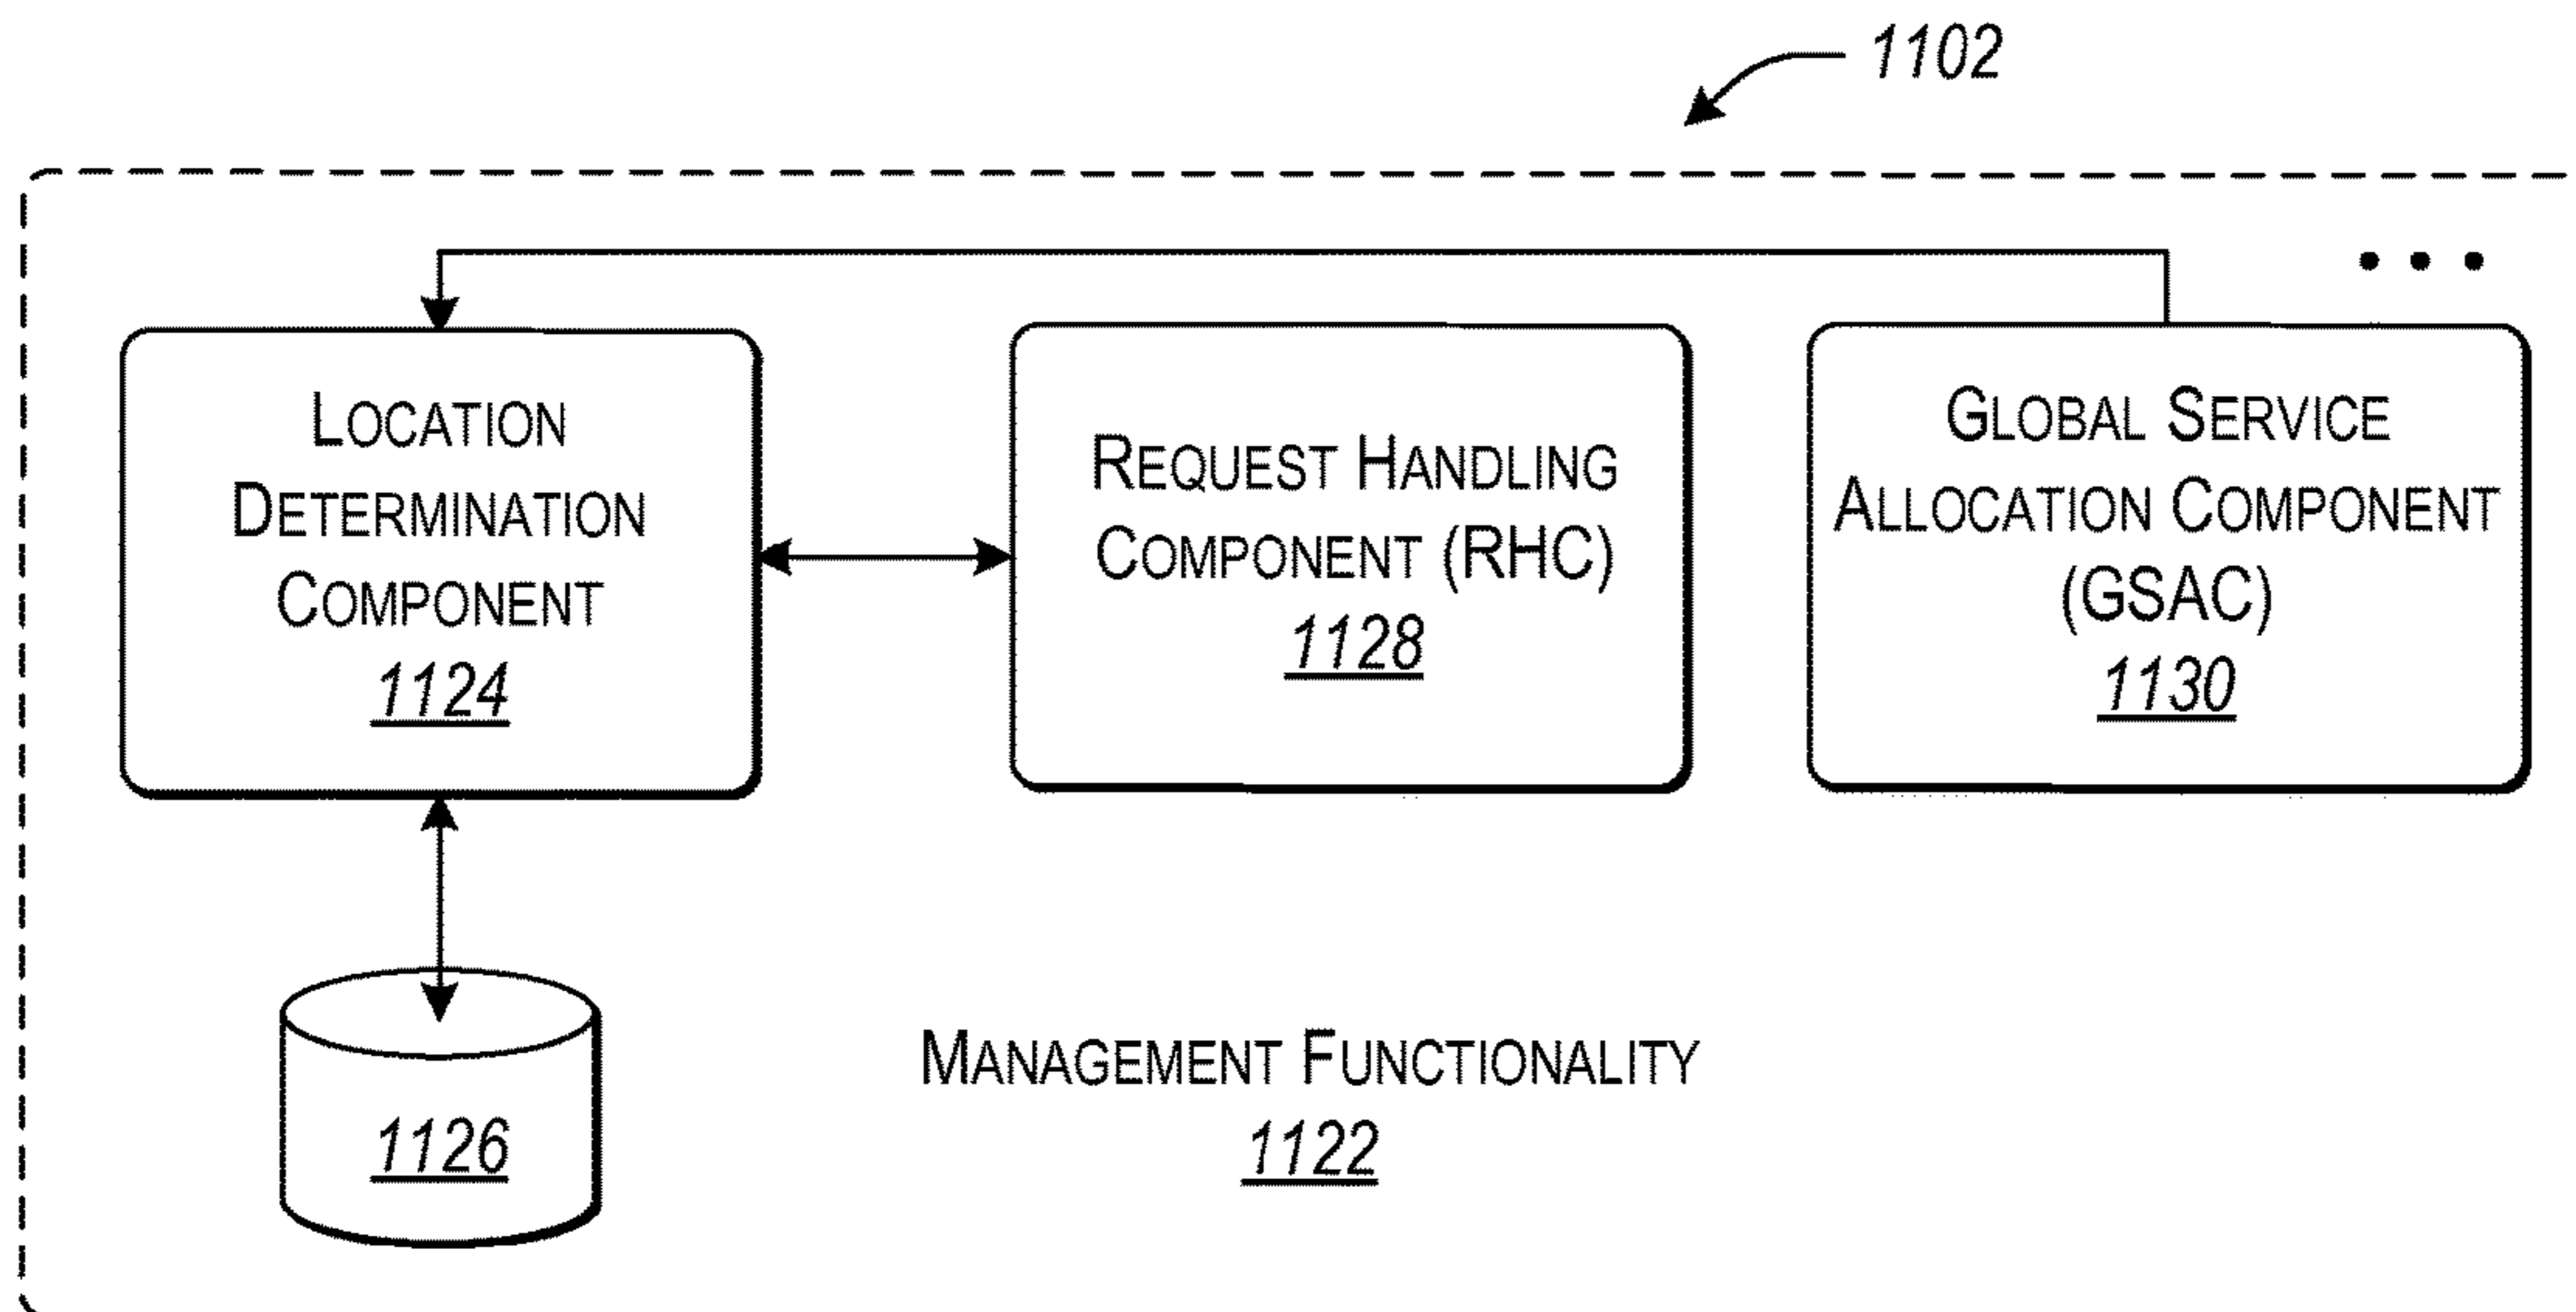 1102
LOCATION
DETERMINATION
COMPONENT
1124
REQUEST HANDLING
COMPONENT (RHC)
1128
GLOBAL SERVICE
ALLOCATION COMPONENT
(GSAC)
1130
1126
MANAGEMENT FUNCTIONALITY
1122